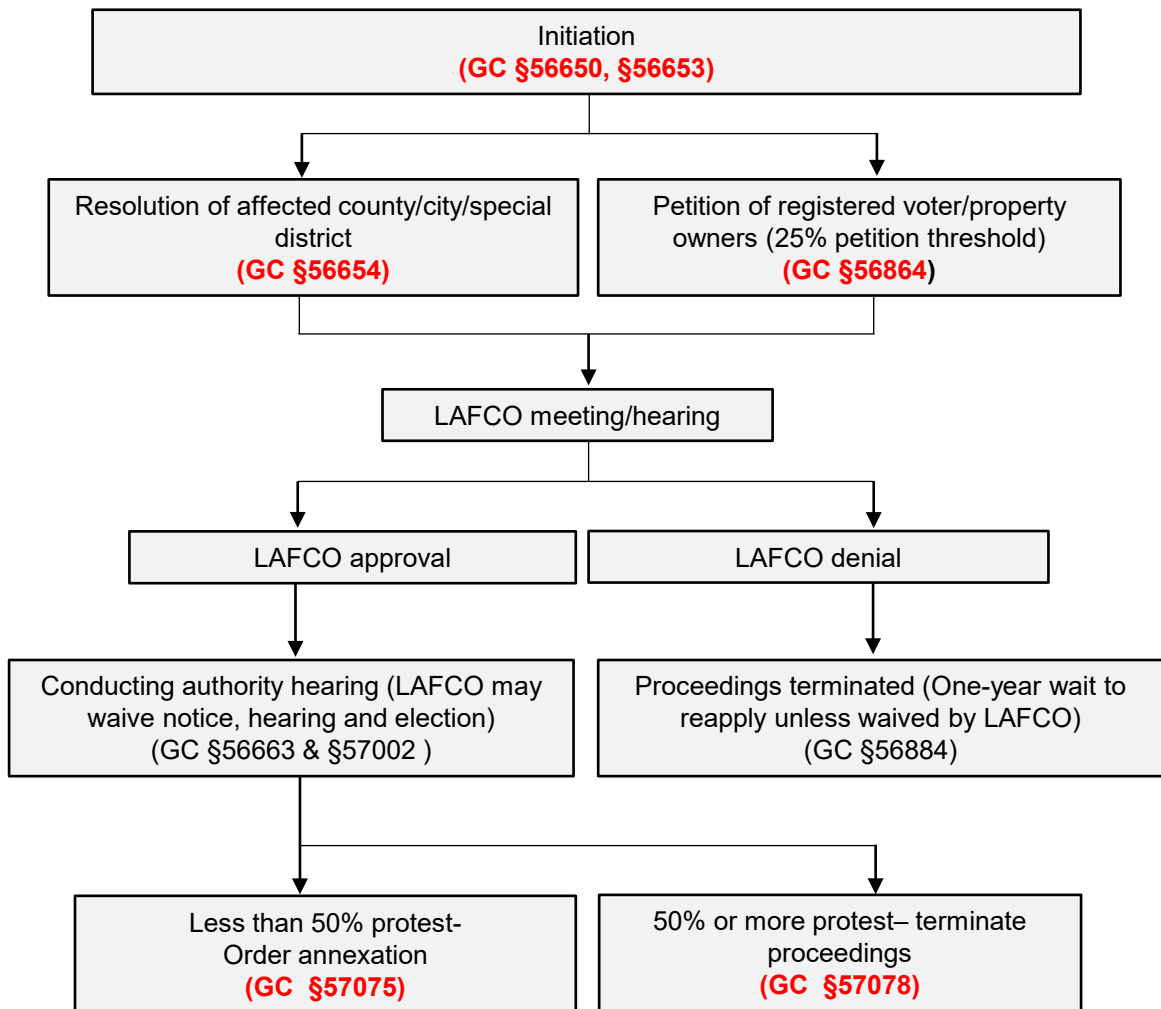 Initiation
(GC §56650, §56653)
Resolution of affected county/city/special
district
(GC §56654)
Petition of registered voter/property
owners (25% petition threshold)
(GC §56864)
LAFCO meeting/hearing
LAFCO approval
LAFCO denial
Conducting authority hearing (LAFCO may
waive notice, hearing and election)
(GC §56663 & §57002 )
Proceedings terminated (One-year wait to
reapply unless waived by LAFCO)
(GC §56884)
Less than 50% protest-
Order annexation
(GC  §57075)
50% or more protest– terminate
proceedings
(GC  §57078)